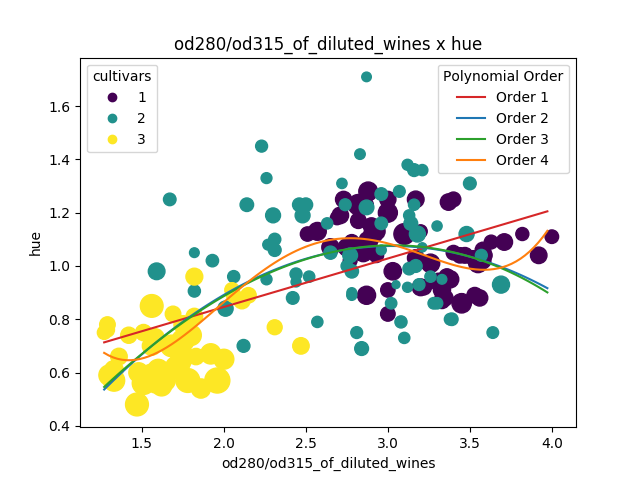 od280/od315_of_diluted_wines x hue
cultivars
1
2
3
Polynomial Order
Order 1
Order 2
Order 3
Order 4
hue
1.6
1.4
1.2
1.0
0.8
0.6
0.4
1.5 2.0 2.5 3.0 3.5 4.0
od280/od315_of_diluted_wines